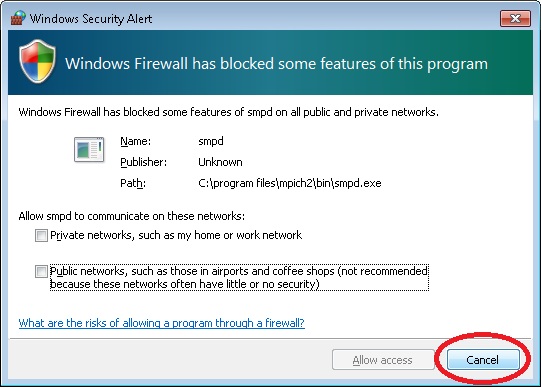 Windows Security Alert
Windows Firewall has blocked some features of this program
Windows Firewall has blocked some features of smpd on all public and private networks.
Name: smpd
Publisher: Unknown
Path: C:\program files\mpich2\bin\smpd.exe
Allow smpd to communicate on these networks:
Private networks, such as my home or work network
Public networks, such as those in airports and coffee shops (not recommended
because these networks often have little or no security)
What are the risks of allowing a program through a firewall?
Allow access Cancel